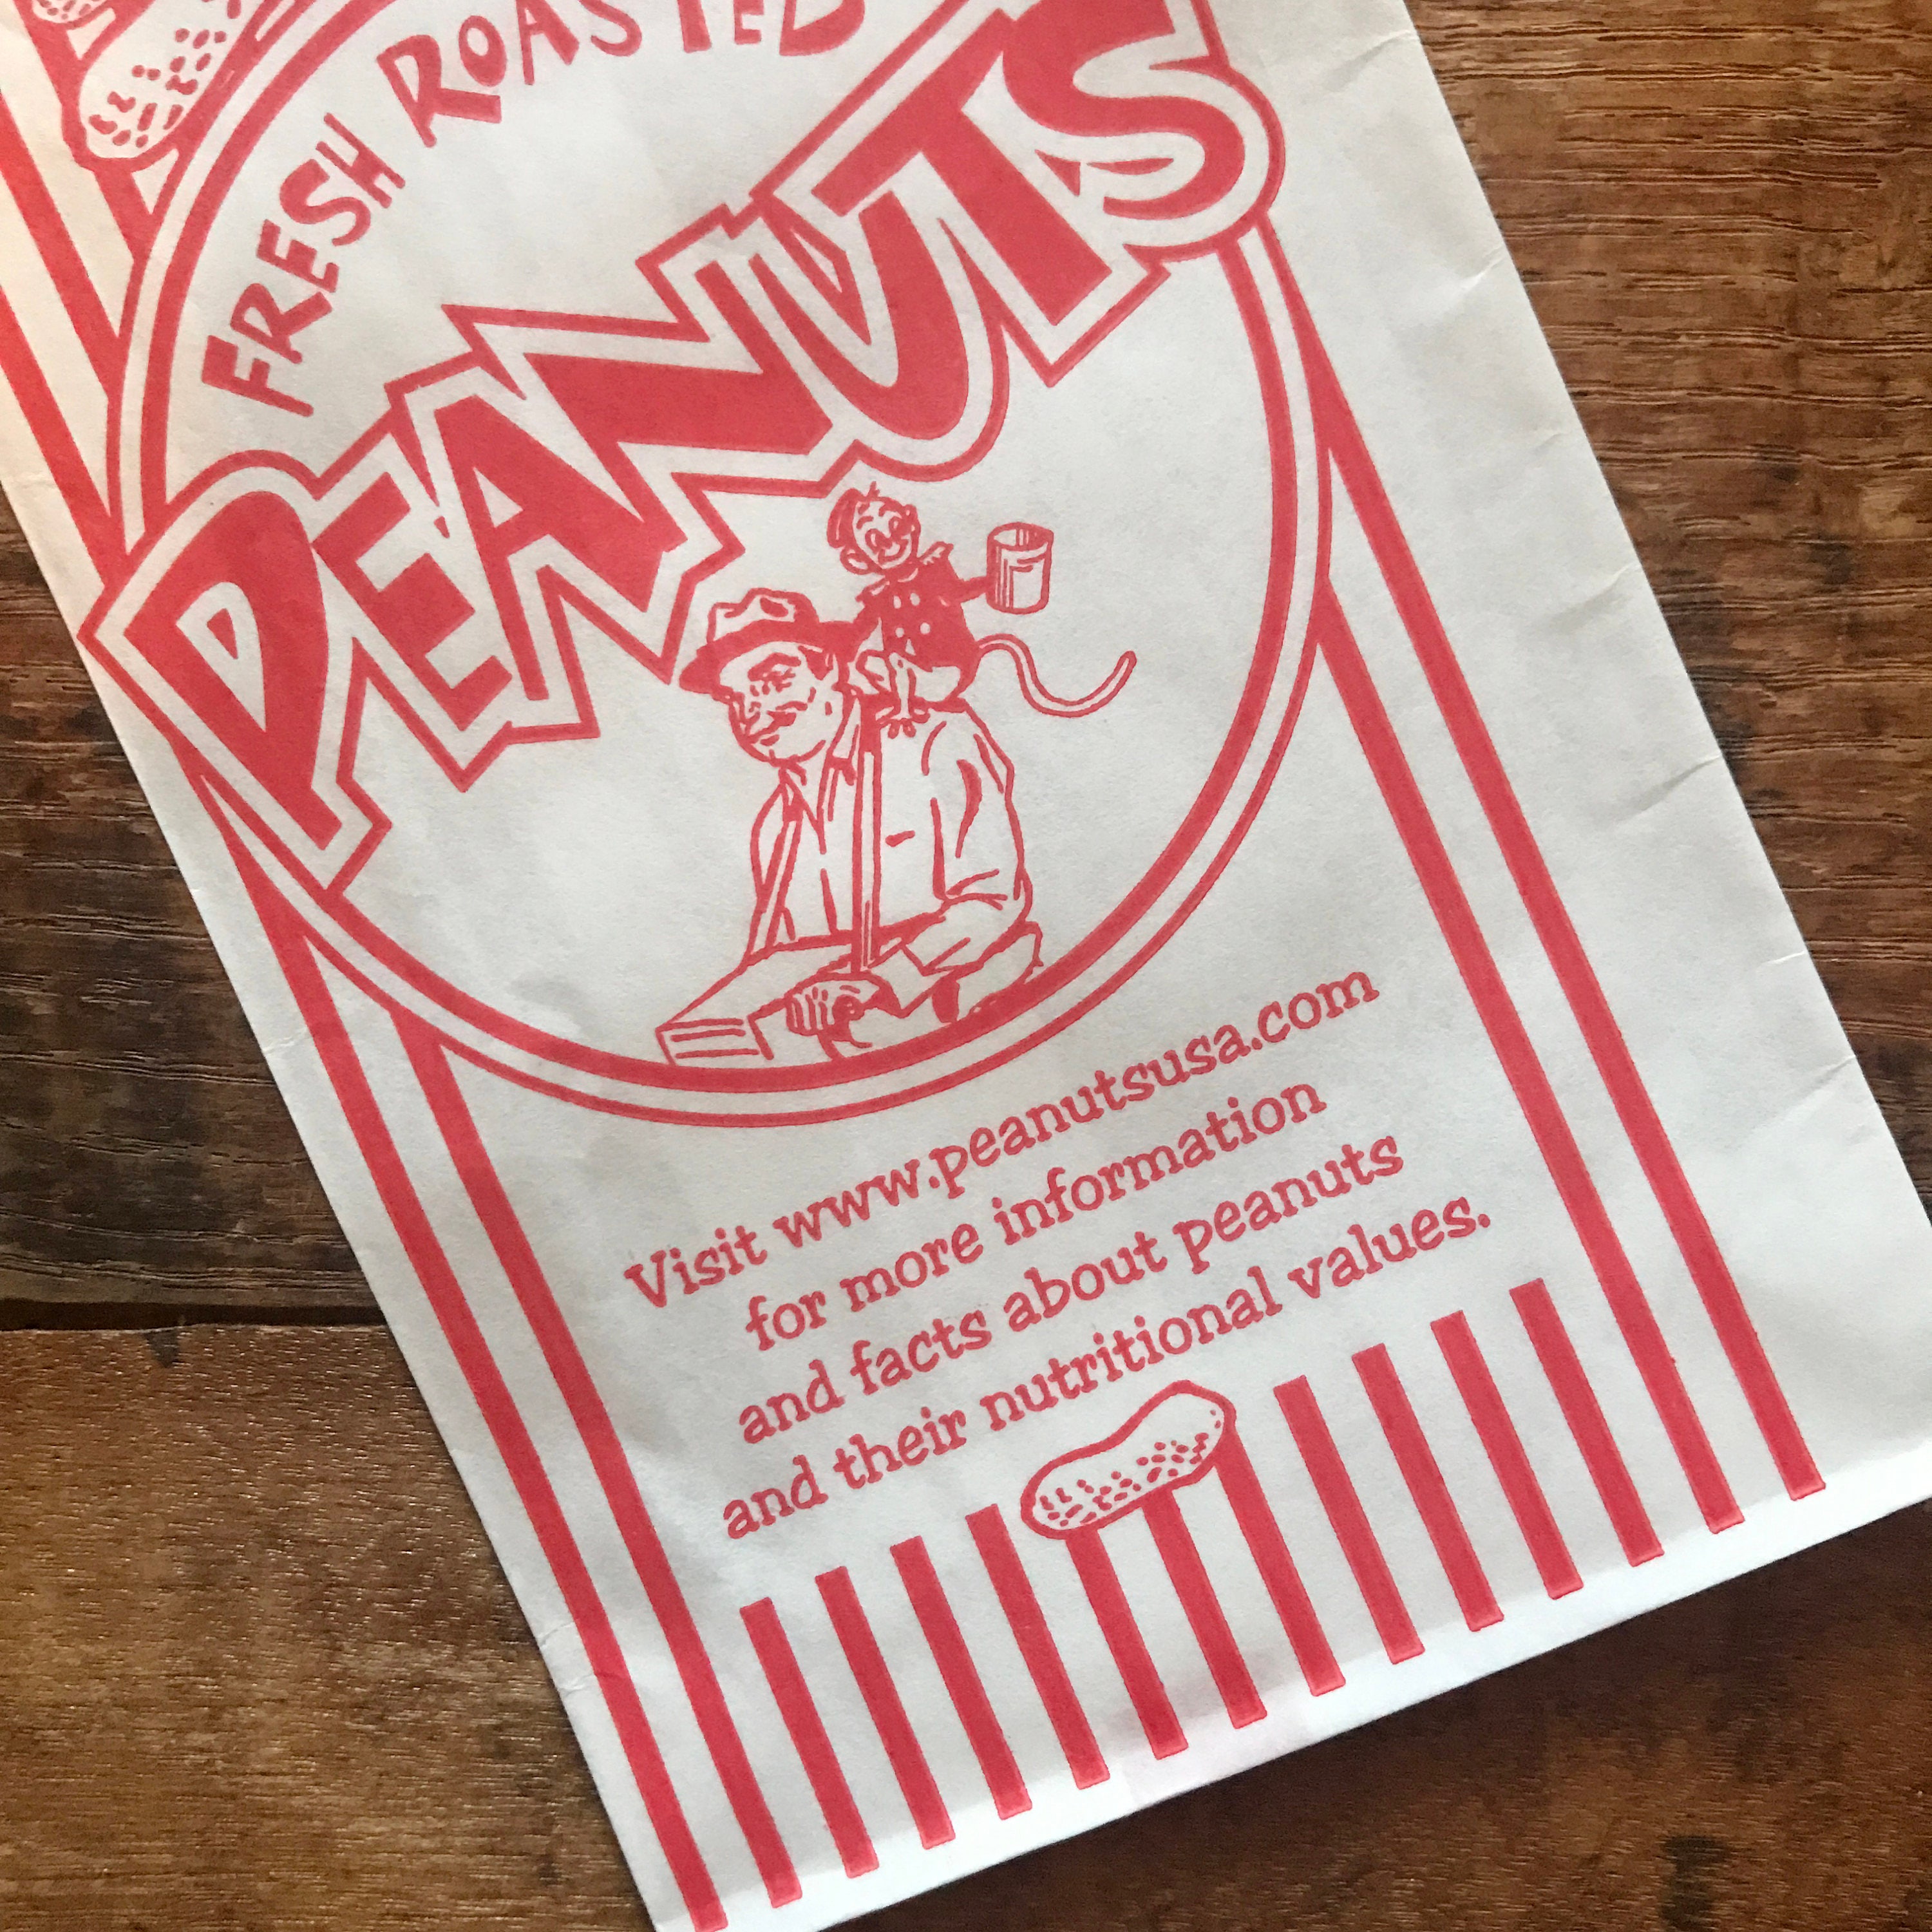 FRESH ROASTED
PEANUTS
Visit www.peanutsusa.com
for more information
and facts about peanuts
and their nutritional values.